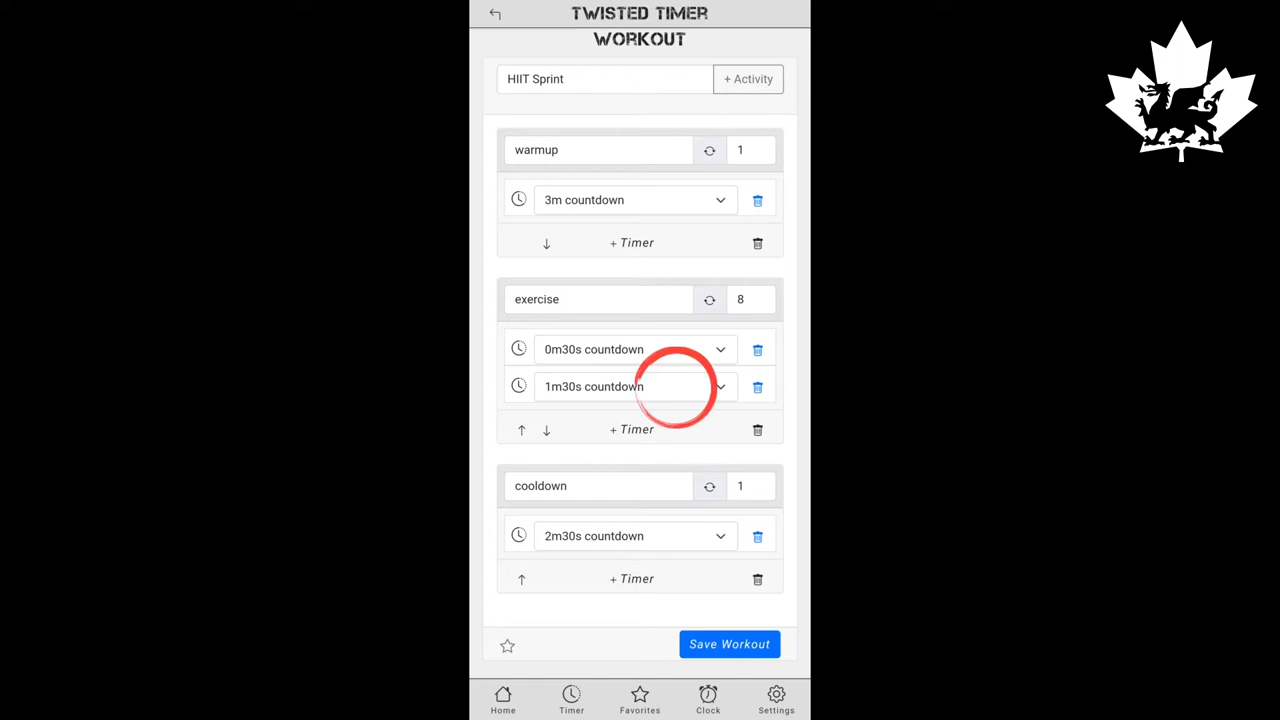 TWISTED TIMER
WORKOUT
HIIT Sprint
+ Activity
warmup
1
3m countdown
+ Timer
exercise
8
0m30s countdown
1m30s countdown
+ Timer
cooldown
1
2m30s countdown
+ Timer
Save Workout
Home
Timer
Favorites
Clock
Settings